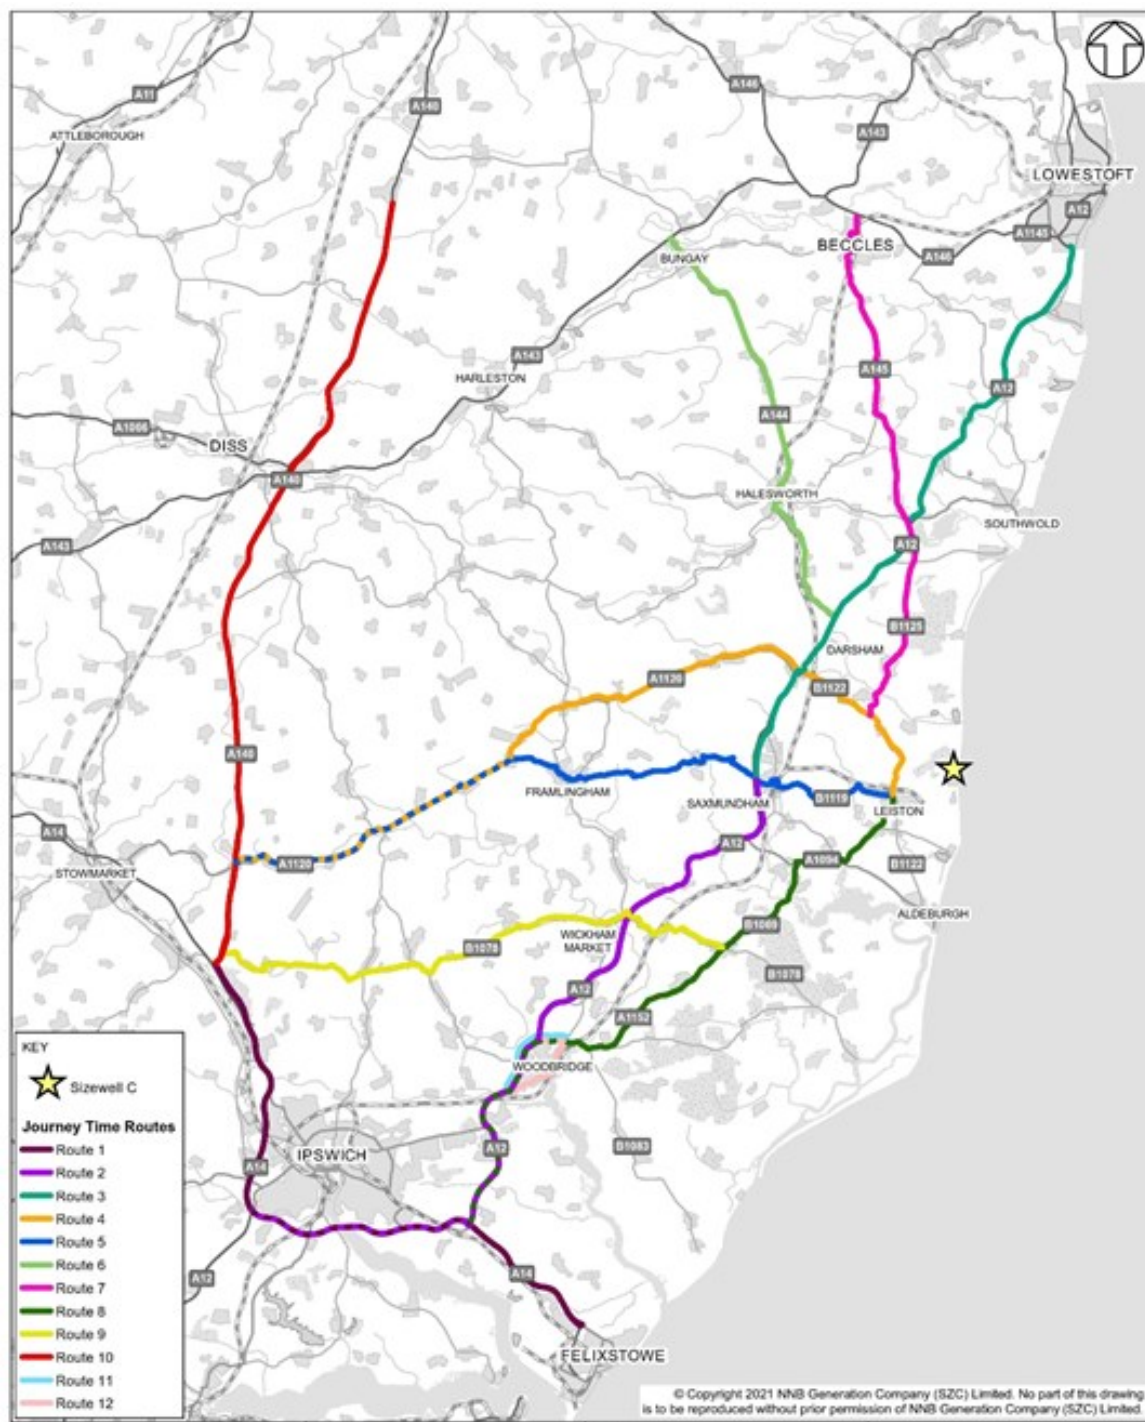 A11
A140
A146
ATTLEBOROUGH
A143
LOWESTOFT
A12
A1145
BUNGAY
BECCLES
A146
A143
HARLESTON
A145
A12
A144
A1066
DISS
A140
HALESWORTH
SOUTHWOLD
A143
A12
B1125
DARSHAM
A1120
B1122
A140
FRAMLINGHAM
SAXMUNDHAM
B1119
LEISTON
A14
A12
A1120
A1094
B1122
STOWMARKET
ALDEBURGH
B1069
WICKHAM
MARKET
B1078
B1078
A12
A1152
WOODBRIDGE
A12
B1083
IPSWICH
A14
A14
A12
FELIXSTOWE
KEY
Sizewell C
Journey Time Routes
Route 1
Route 2
Route 3
Route 4
Route 5
Route 6
Route 7
Route 8
Route 9
Route 10
Route 11
Route 12
© Copyright 2021 NNB Generation Company (SZC) Limited. No part of this drawing
is to be reproduced without prior permission of NNB Generation Company (SZC) Limited